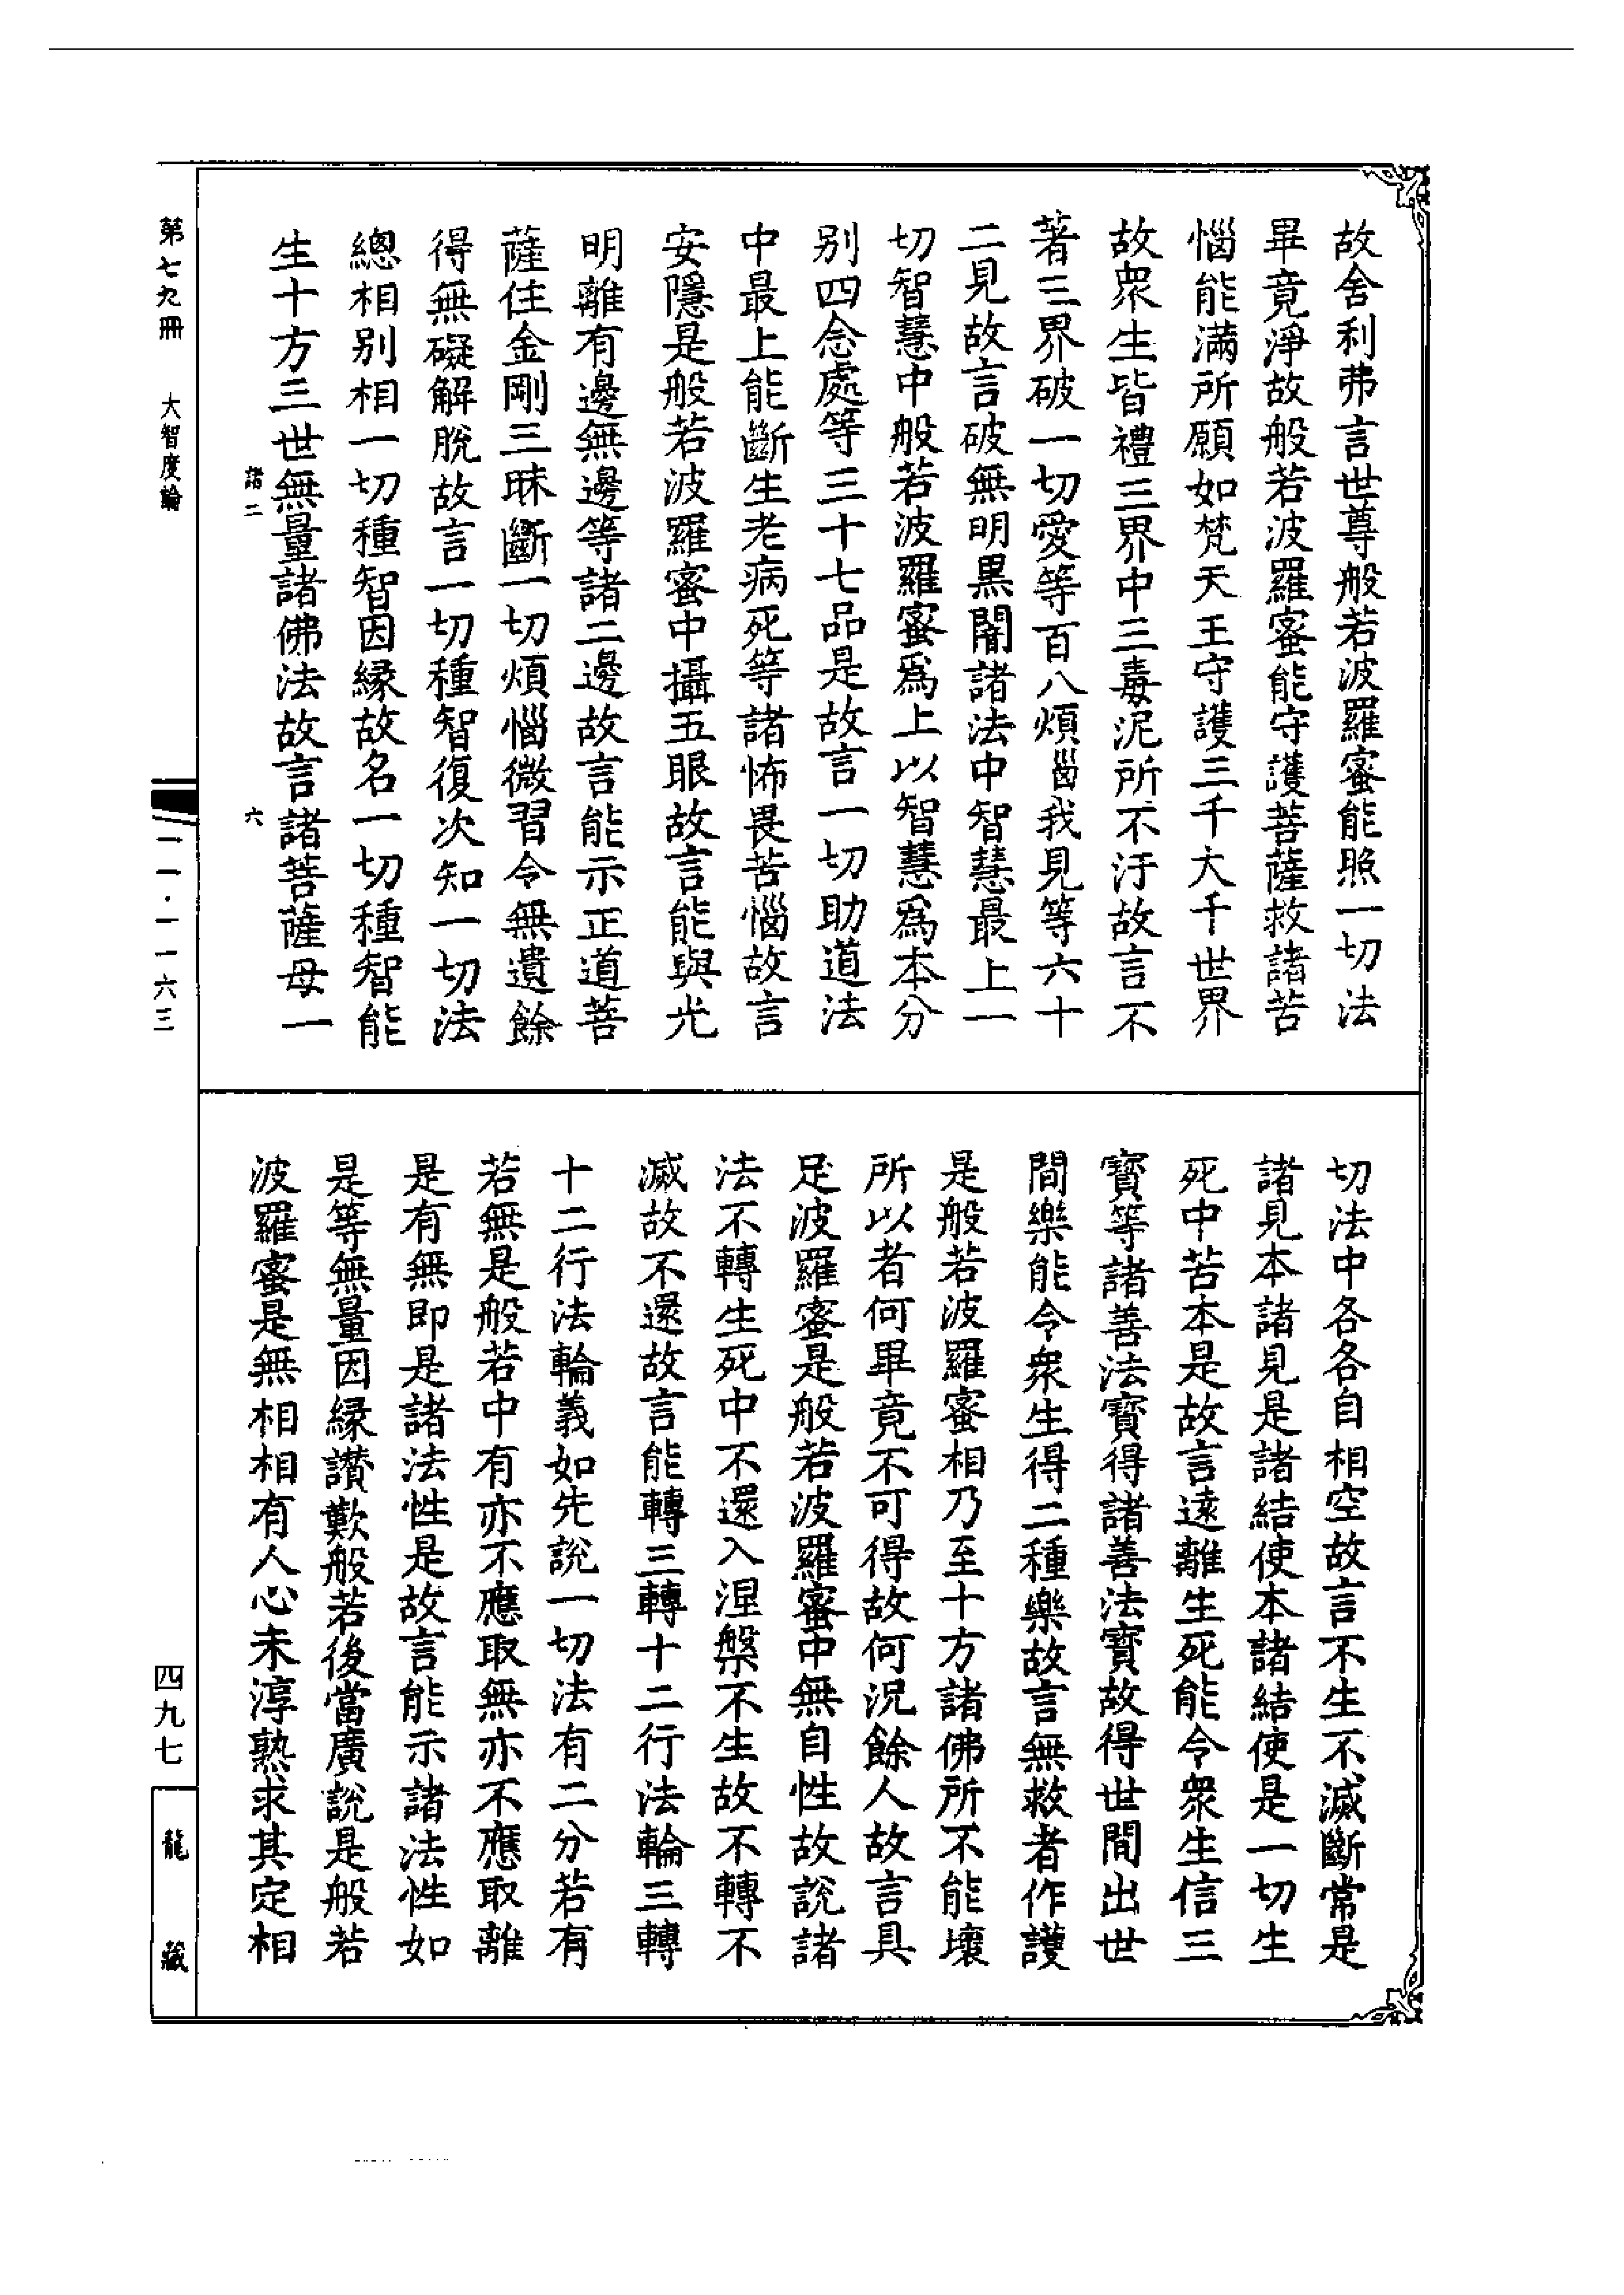 故舍利弗言世尊般若波羅蜜能照一切法
畢竟淨故般若波羅蜜能守護菩薩救諸苦
惱能滿所願如梵天王守護三千大千世界
故衆生皆禮三界中三毒泥所不汙故言不
著三界破一切愛等百八煩惱我見等六十
二見故言破無明黑闇諸法中智慧最上一
切智慧中般若波羅蜜爲上以智慧爲本分
別四念處等三十七品是故言一切助道法
中最上能斷生老病死等諸怖畏苦惱故言
安隱是般若波羅蜜中攝五眼故言能與光
明離有邊無邊等諸二邊故言能示正道菩
薩住金剛三昧斷一切煩惱微習令無遺餘
得無礙解脫故言一切種智復次知一切法
總相別相一切種智因緣故名一切種智能
生十方三世無量諸佛法故言諸菩薩母一
諸二
六
切法中各各自相空故言不生不滅斷常是
諸見本諸見是諸結使本諸結使是一切生
死中苦本是故言遠離生死能令衆生信三
寶等諸善法寶得諸善法寶故得世間出世
間樂能令衆生得二種樂故言無救者作護
是般若波羅蜜相乃至十方諸佛所不能壞
所以者何畢竟不可得故何況餘人故言具
足波羅蜜是般若波羅蜜中無自性故說諸
法不轉生死中不還入涅槃不生故不轉不
滅故不還故言能轉三轉十二行法輪三轉
十二行法輪義如先說一切法有二分若有
若無是般若中有亦不應取無亦不應取離
是有無即是諸法性是故言能示諸法性如
是等無量因緣讚歎般若後當廣說是般若
波羅蜜是無相相有人心未淳熟求其定相
第七九冊
大智度論
一一·一一六三
四九七
龍藏